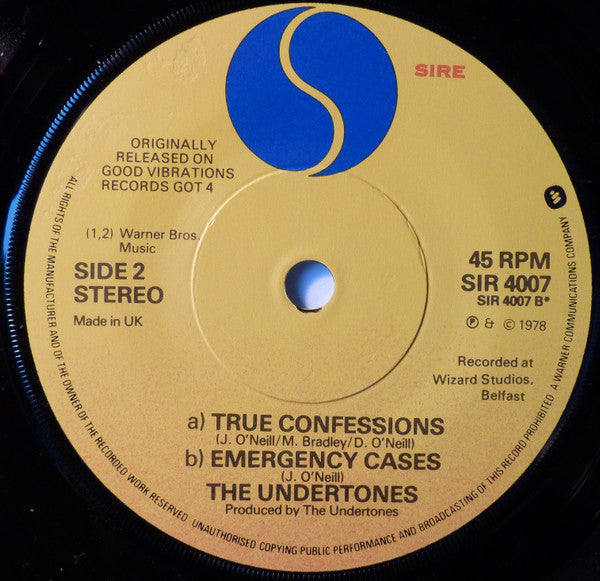 SIRE
ORIGINALLY
RELEASED ON
GOOD VIBRATIONS
RECORDS GOT 4
(1,2) Warner Bros.
Music
SIDE 2
STEREO
Made in UK
45 RPM
SIR 4007
SIR 4007 B*
℗ & © 1978
Recorded at
Wizard Studios,
Belfast
a) TRUE CONFESSIONS
(J. O'Neill/M. Bradley/D. O'Neill)
b) EMERGENCY CASES
(J. O'Neill)
THE UNDERTONES
Produced by The Undertones
ALL RIGHTS OF THE MANUFACTURER AND OF THE OWNER OF THE RECORDED WORK RESERVED UNAUTHORISED COPYING PUBLIC PERFORMANCE AND BROADCASTING OF THIS RECORD PROHIBITED A WARNER COMMUNICATIONS COMPANY